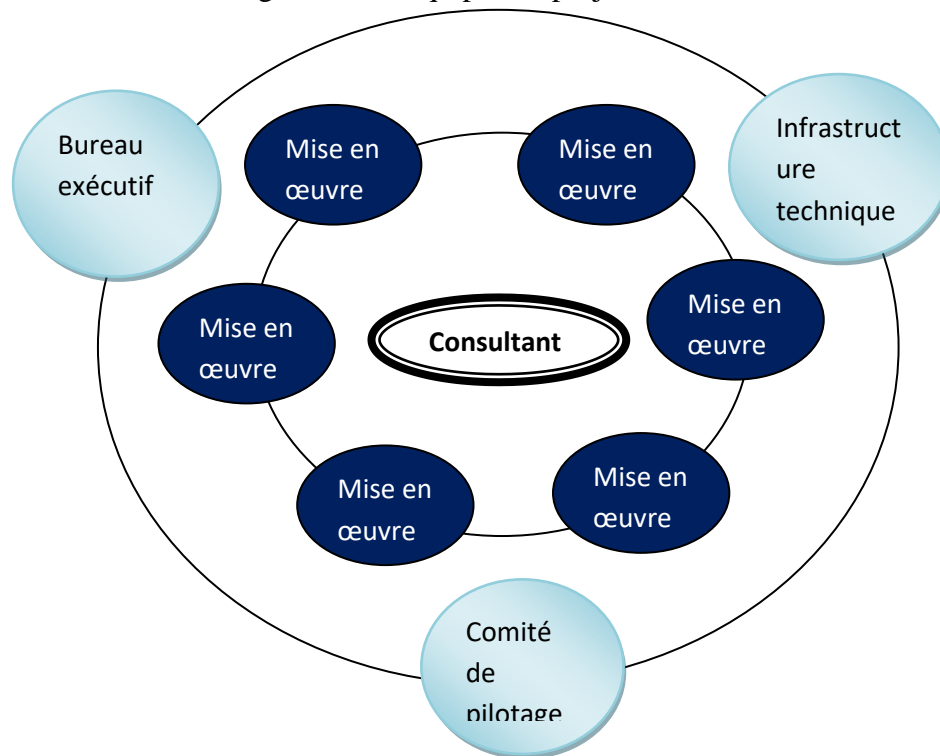 Bureau
exécutif
Mise en
œuvre
Mise en
œuvre
Infrastruct
ure
technique
Mise en
œuvre
Consultant
Mise en
œuvre
Mise en
œuvre
Mise en
œuvre
Comité
de
pilotage